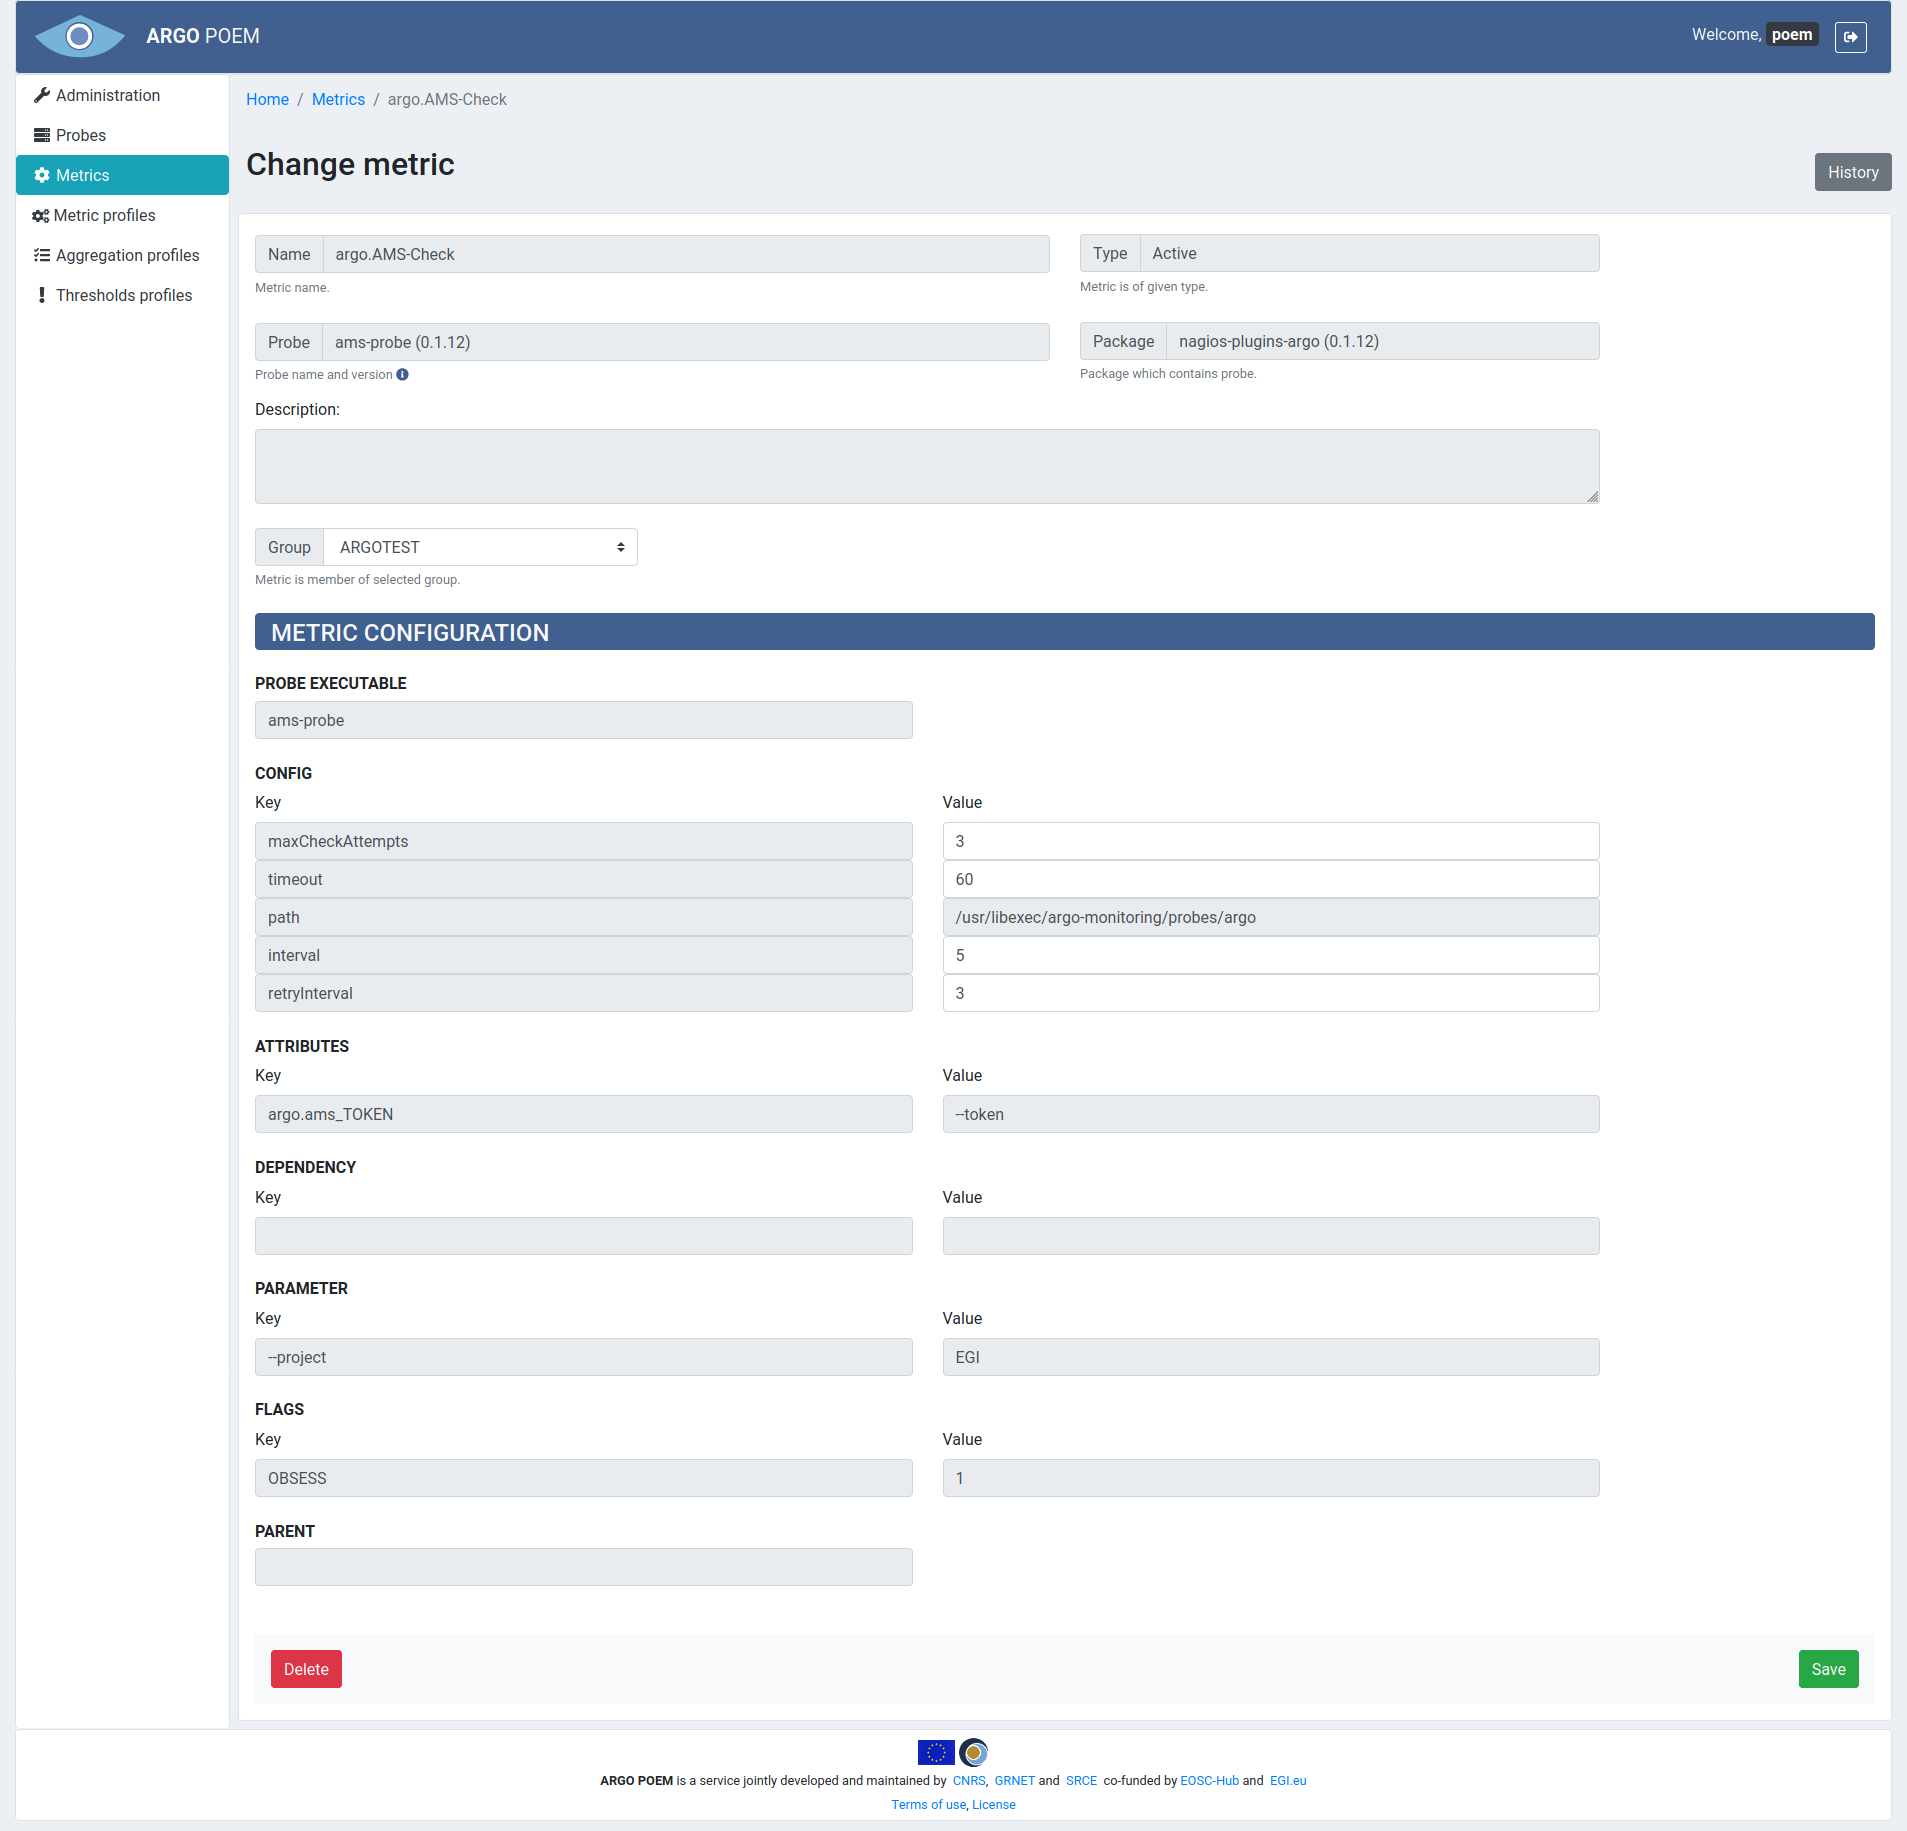 ARGO POEM
Welcome, poem
Administration
Probes
Metrics
Metric profiles
Aggregation profiles
Thresholds profiles
Home / Metrics / argo.AMS-Check
Change metric
History
Name argo.AMS-Check
Type Active
Metric name.
Metric is of given type.
Probe ams-probe (0.1.12)
Package nagios-plugins-argo (0.1.12)
Probe name and version
Package which contains probe.
Description:
Group ARGOTEST
Metric is member of selected group.
METRIC CONFIGURATION
PROBE EXECUTABLE
ams-probe
CONFIG
Key Value
maxCheckAttempts 3
timeout 60
path /usr/libexec/argo-monitoring/probes/argo
interval 5
retryInterval 3
ATTRIBUTES
Key Value
argo.ams_TOKEN --token
DEPENDENCY
Key Value
PARAMETER
Key Value
--project EGI
FLAGS
Key Value
OBSESS 1
PARENT
Delete
Save
ARGO POEM is a service jointly developed and maintained by CNRS, GRNET and SRCE co-funded by EOSC-Hub and EGI.eu
Terms of use, License